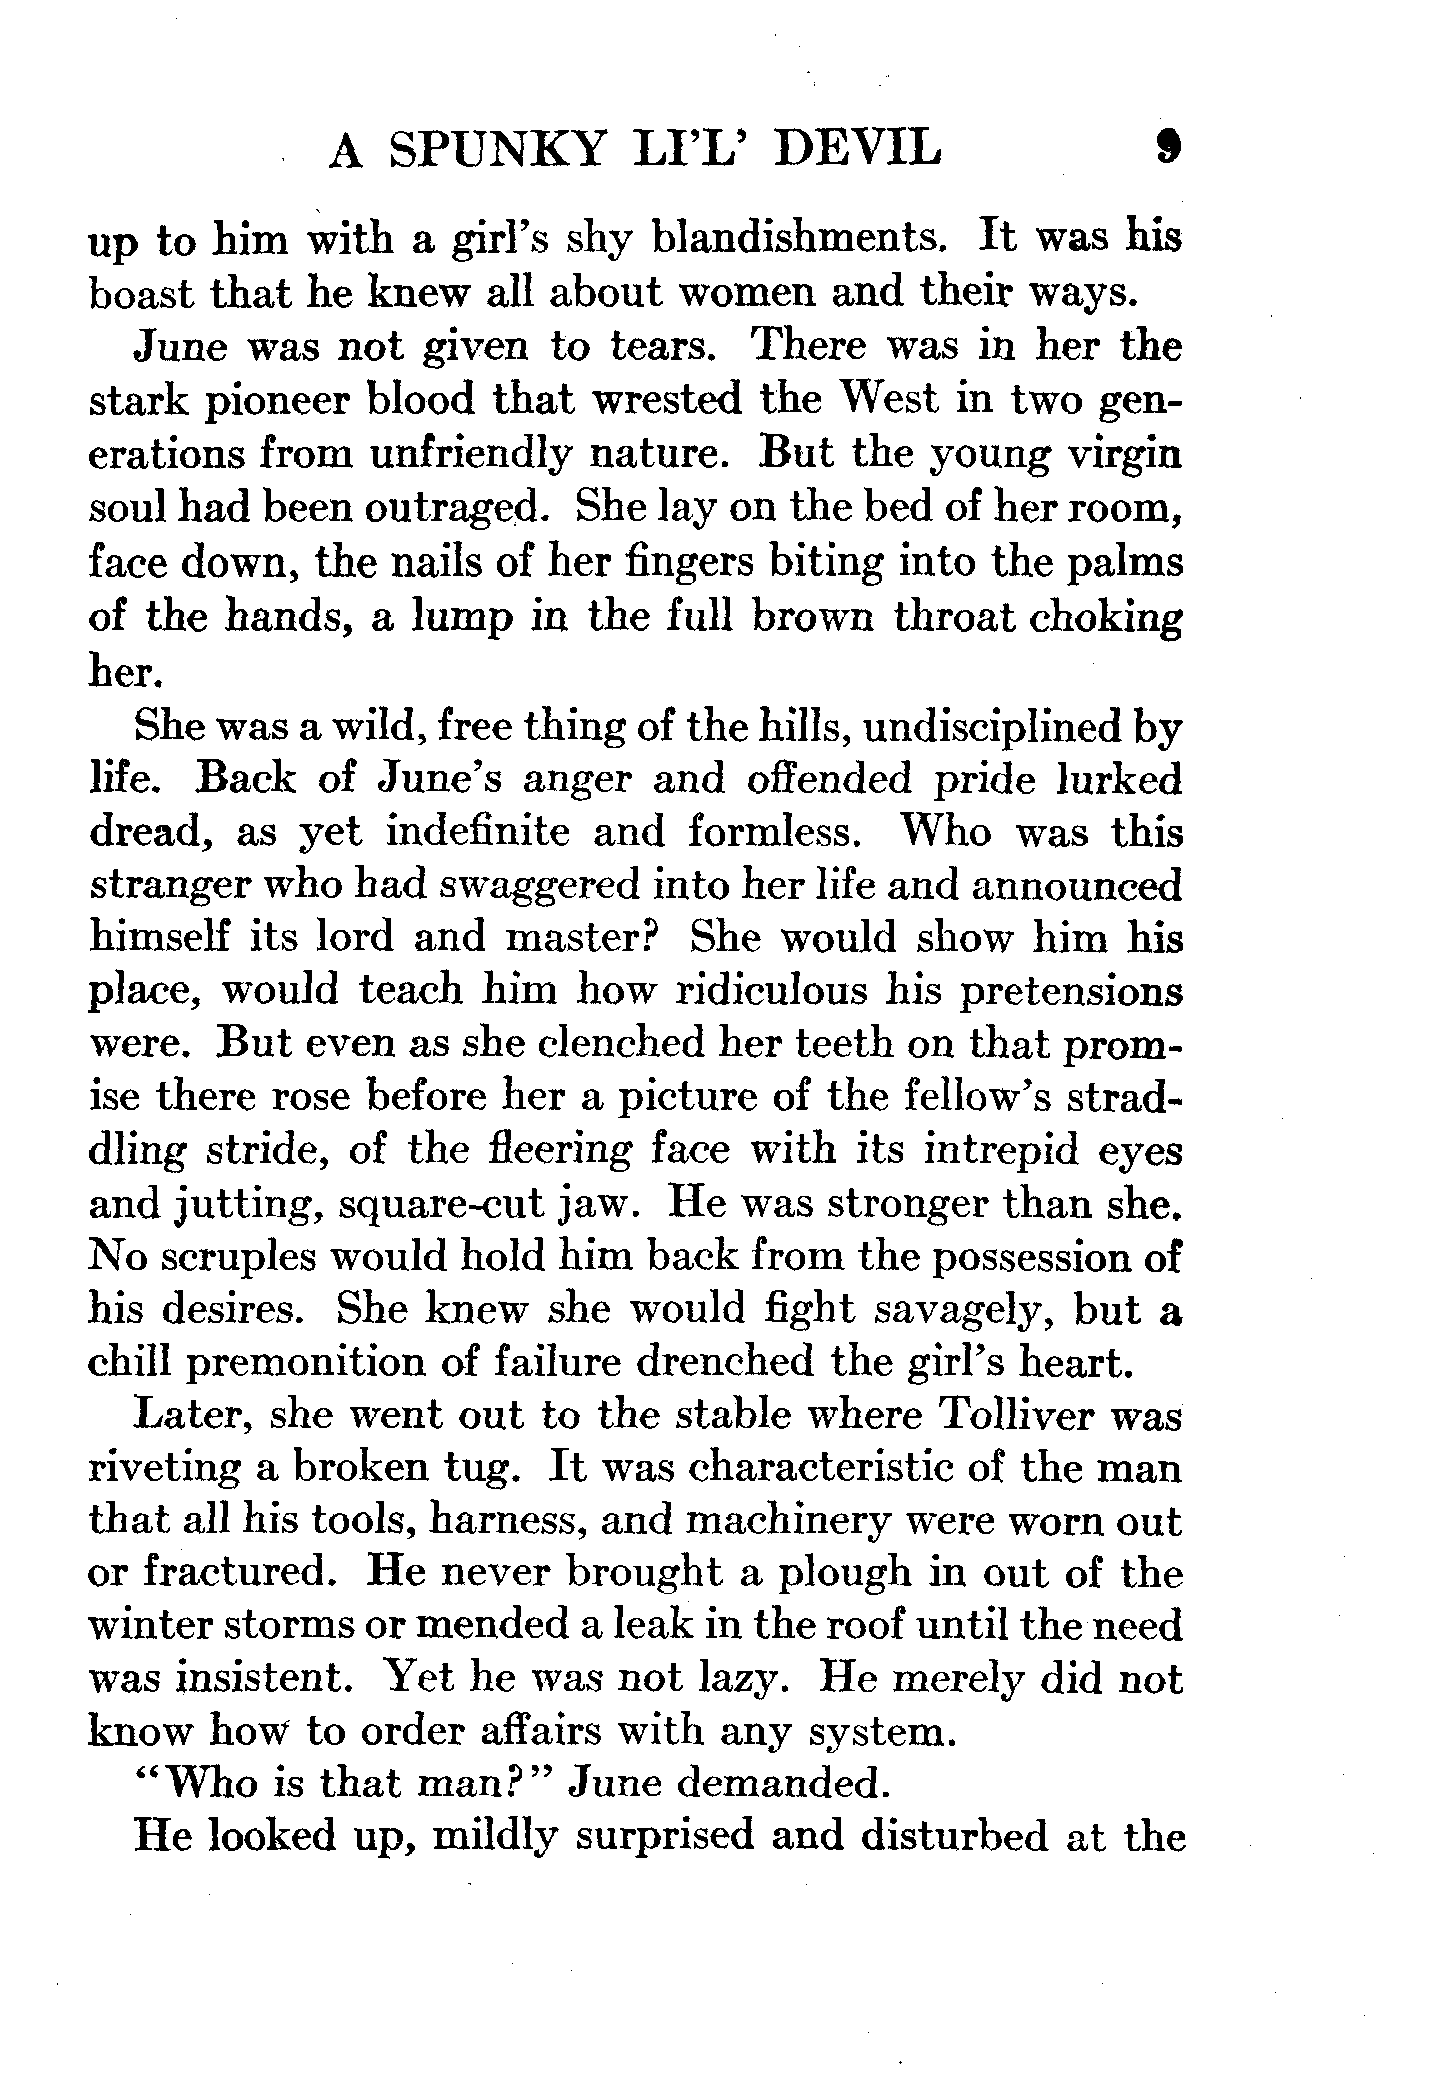 A SPUNKY LI'L' DEVIL 9
up to him with a girl's shy blandishments. It was his
boast that he knew all about women and their ways.
June was not given to tears. There was in her the
stark pioneer blood that wrested the West in two gen-
erations from unfriendly nature. But the young virgin
soul had been outraged. She lay on the bed of her room,
face down, the nails of her fingers biting into the palms
of the hands, a lump in the full brown throat choking
her.
She was a wild, free thing of the hills, undisciplined by
life. Back of June's anger and offended pride lurked
dread, as yet indefinite and formless. Who was this
stranger who had swaggered into her life and announced
himself its lord and master? She would show him his
place, would teach him how ridiculous his pretensions
were. But even as she clenched her teeth on that prom-
ise there rose before her a picture of the fellow's strad-
dling stride, of the fleering face with its intrepid eyes
and jutting, square-cut jaw. He was stronger than she.
No scruples would hold him back from the possession of
his desires. She knew she would fight savagely, but a
chill premonition of failure drenched the girl's heart.
Later, she went out to the stable where Tolliver was
riveting a broken tug. It was characteristic of the man
that all his tools, harness, and machinery were worn out
or fractured. He never brought a plough in out of the
winter storms or mended a leak in the roof until the need
was insistent. Yet he was not lazy. He merely did not
know how to order affairs with any system.
"Who is that man?" June demanded.
He looked up, mildly surprised and disturbed at the